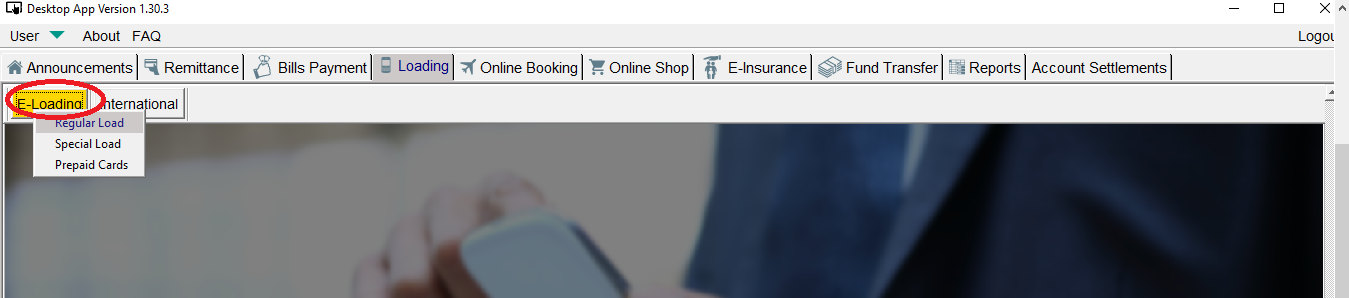 Desktop App Version 1.30.3
User About FAQ Logou
Announcements Remittance Bills Payment Loading Online Booking Online Shop E-Insurance Fund Transfer Reports Account Settlements
E-Loading International
Regular Load
Special Load
Prepaid Cards